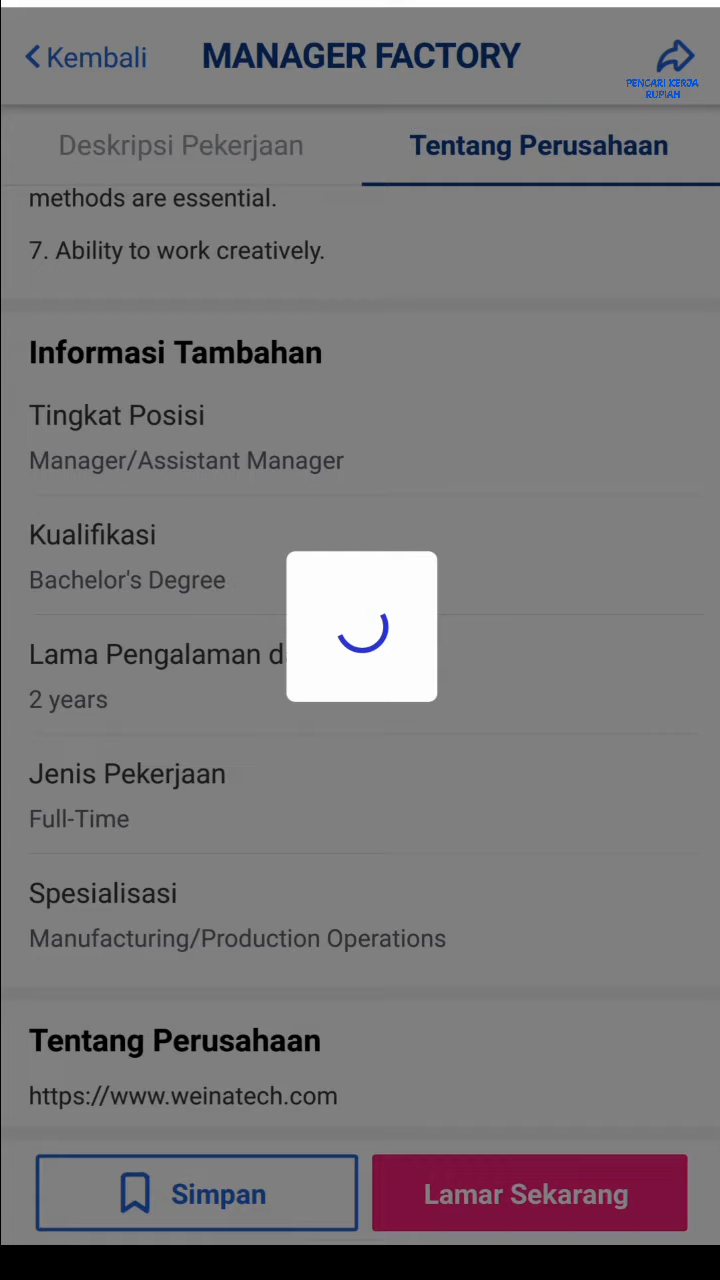 Kembali
MANAGER FACTORY
PENCARI KERJA
RUPIAH
Deskripsi Pekerjaan
Tentang Perusahaan
methods are essential.
7. Ability to work creatively.
Informasi Tambahan
Tingkat Posisi
Manager/Assistant Manager
Kualifikasi
Bachelor's Degree
Lama Pengalaman d
2 years
Jenis Pekerjaan
Full-Time
Spesialisasi
Manufacturing/Production Operations
Tentang Perusahaan
https://www.weinatech.com
Simpan
Lamar Sekarang